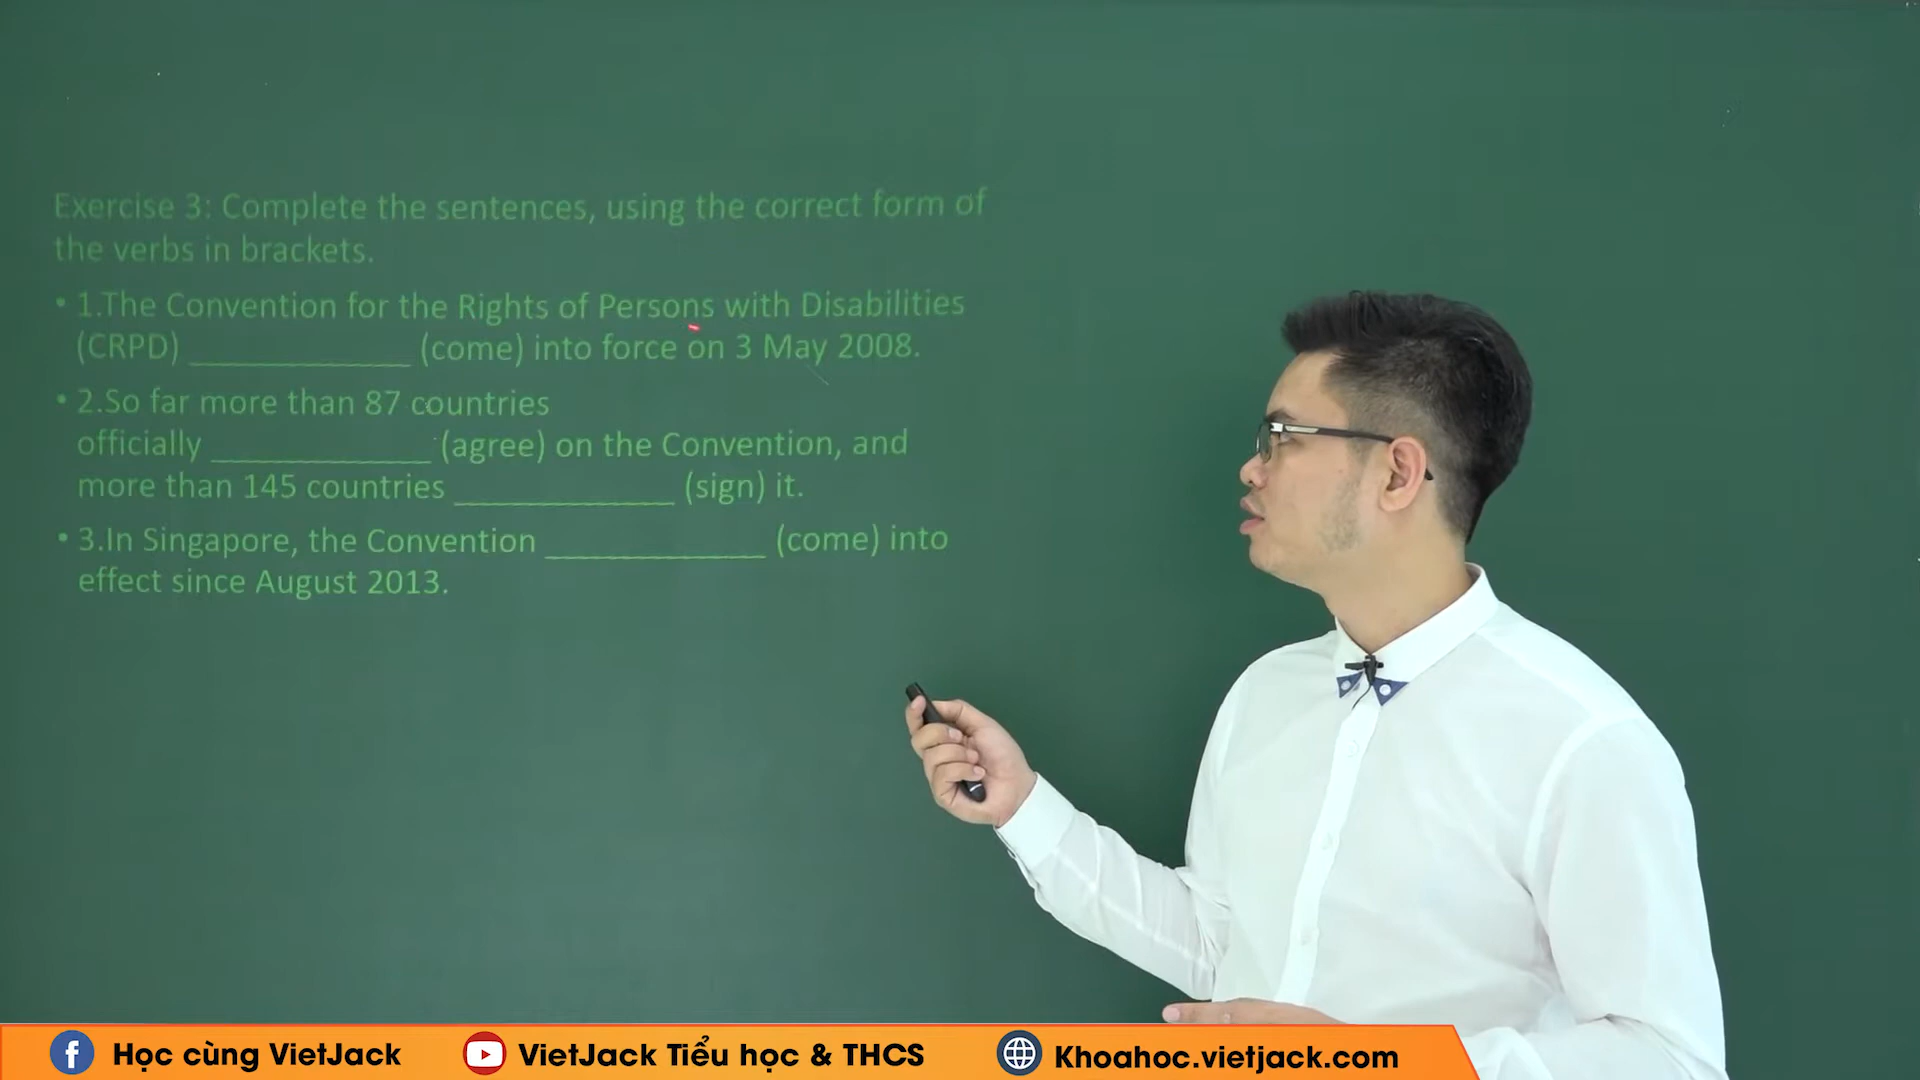 Exercise 3: Complete the sentences, using the correct form of
the verbs in brackets.
• 1.The Convention for the Rights of Persons with Disabilities
(CRPD) _____________ (come) into force on 3 May 2008.
• 2.So far more than 87 countries
officially _____________ (agree) on the Convention, and
more than 145 countries _____________ (sign) it.
• 3.In Singapore, the Convention _____________ (come) into
effect since August 2013.
Học cùng VietJack
VietJack Tiểu học & THCS
Khoahoc.vietjack.com